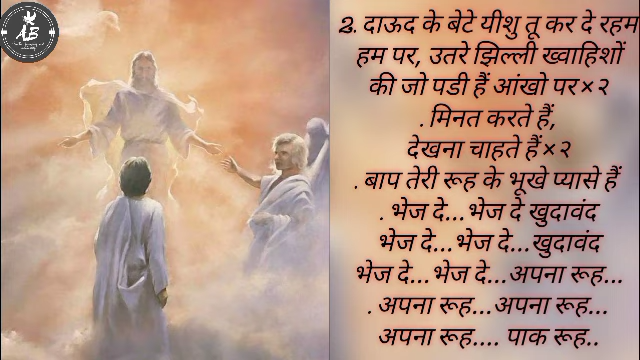 AB
2. दाऊद के बेटे यीशु तू कर दे रहम
हम पर, उतरे झिल्ली ख्वाहिशों
की जो पडी हैं आंखो पर×२
. मिनत करते हैं,
देखना चाहते हैं×२
. बाप तेरी रूह के भूखे प्यासे हैं
. भेज दे...भेज दे खुदावंद
भेज दे...भेज दे...खुदावंद
भेज दे...भेज दे...अपना रूह...
. अपना रूह...अपना रूह...
अपना रूह.... पाक रूह..